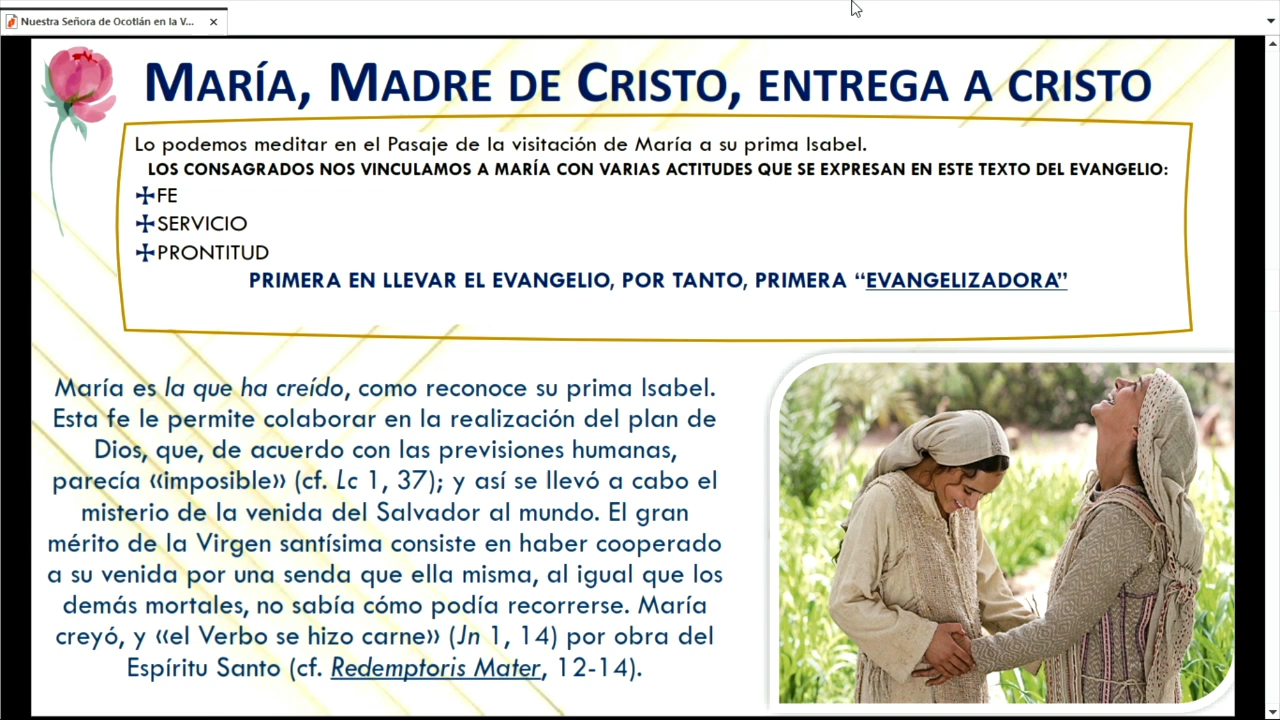 Nuestra Señora de Ocotlán en la V...
MARÍA, MADRE DE CRISTO, ENTREGA A CRISTO
Lo podemos meditar en el Pasaje de la visitación de María a su prima Isabel.
LOS CONSAGRADOS NOS VINCULAMOS A MARÍA CON VARIAS ACTITUDES QUE SE EXPRESAN EN ESTE TEXTO DEL EVANGELIO:
FE
SERVICIO
PRONTITUD
PRIMERA EN LLEVAR EL EVANGELIO, POR TANTO, PRIMERA “EVANGELIZADORA”
María es la que ha creído, como reconoce su prima Isabel.
Esta fe le permite colaborar en la realización del plan de
Dios, que, de acuerdo con las previsiones humanas,
parecía «imposible» (cf. Lc 1, 37); y así se llevó a cabo el
misterio de la venida del Salvador al mundo. El gran
mérito de la Virgen santísima consiste en haber cooperado
a su venida por una senda que ella misma, al igual que los
demás mortales, no sabía cómo podía recorrerse. María
creyó, y «el Verbo se hizo carne» (Jn 1, 14) por obra del
Espíritu Santo (cf. Redemptoris Mater, 12-14).